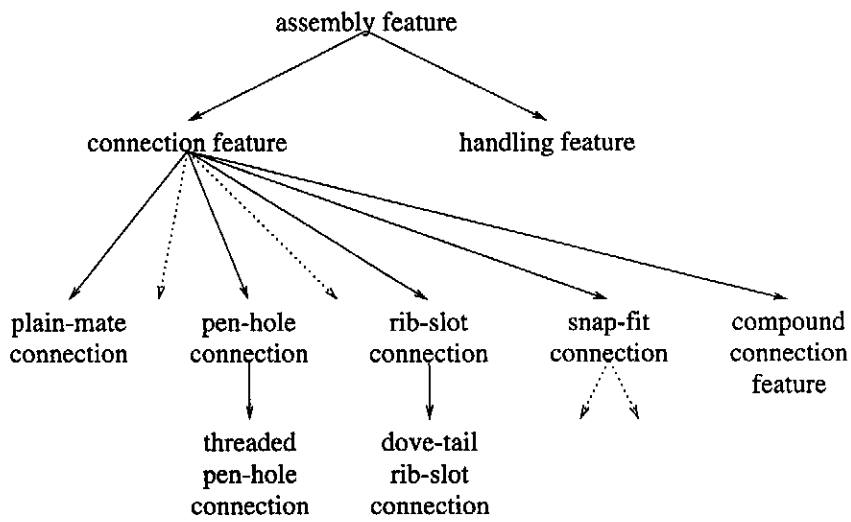 assembly feature
connection feature
handling feature
plain-mate
connection
pen-hole
connection
rib-slot
connection
snap-fit
connection
compound
connection
feature
threaded
pen-hole
connection
dove-tail
rib-slot
connection